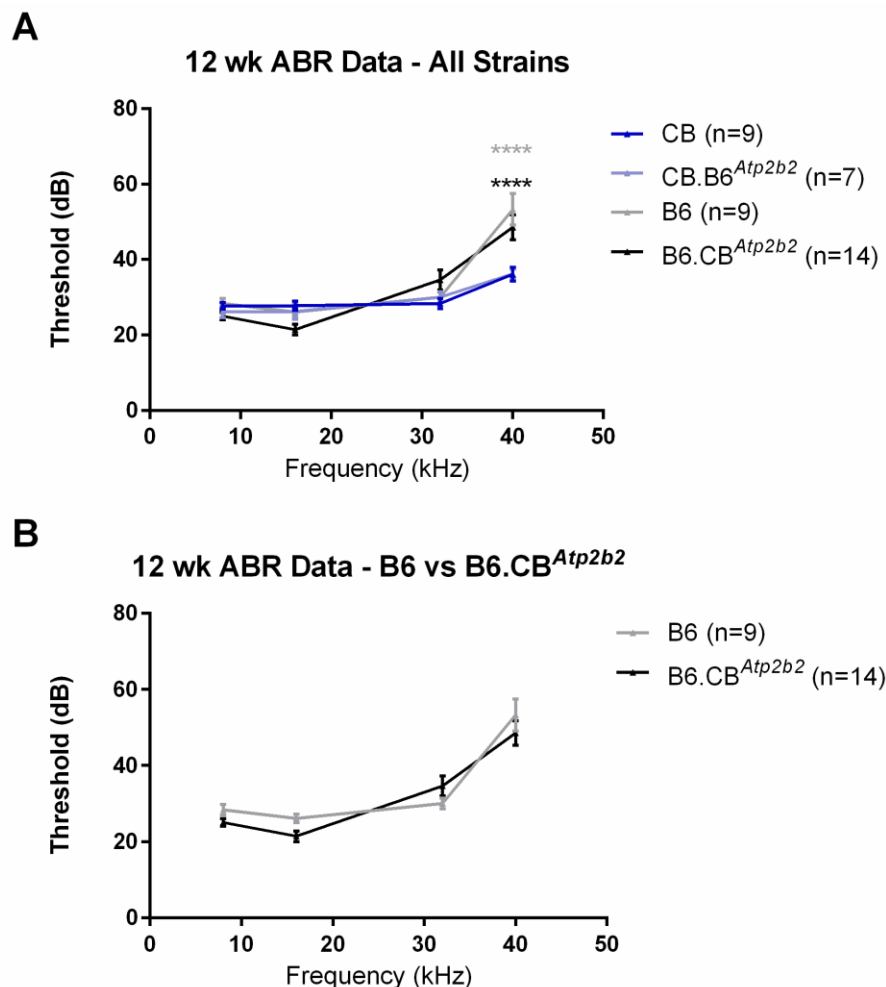 A
12 wk ABR Data - All Strains
Threshold (dB)
80
60
40
20
0
0 10 20 30 40 50
Frequency (kHz)
****
****
CB (n=9)
CB.B6Atp2b2 (n=7)
B6 (n=9)
B6.CBAtp2b2 (n=14)
B
12 wk ABR Data - B6 vs B6.CBAtp2b2
Threshold (dB)
80
60
40
20
0
0 10 20 30 40 50
Frequency (kHz)
B6 (n=9)
B6.CBAtp2b2 (n=14)